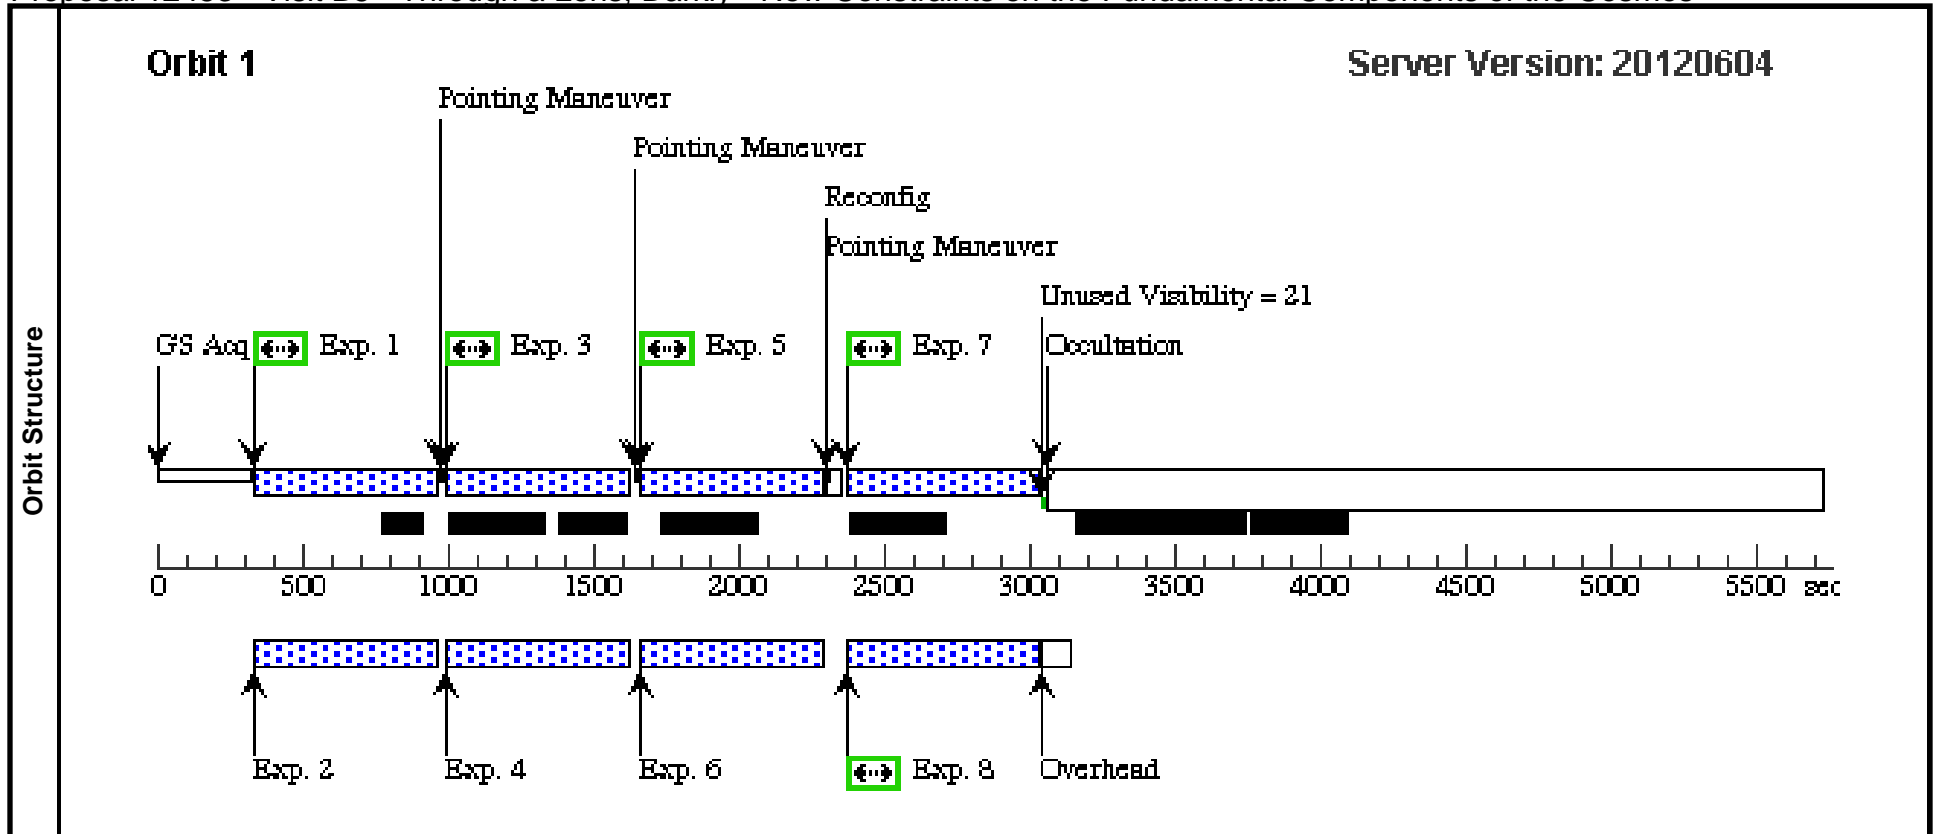 Orbit 1
Server Version: 20120604
Pointing Maneuver
Pointing Maneuver
Reconfig
Pointing Maneuver
Unused Visibility = 21
GS Acq
Exp. 1
Exp. 3
Exp. 5
Exp. 7
Occultation
Orbit Structure
0 500 1000 1500 2000 2500 3000 3500 4000 4500 5000 5500 sec
Exp. 2
Exp. 4
Exp. 6
Exp. 8
Overhead